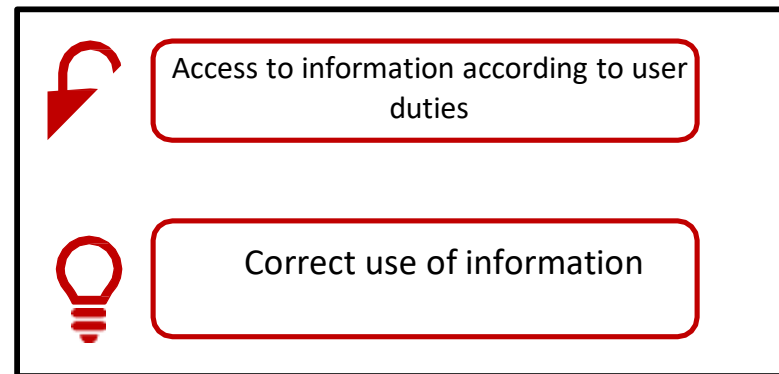 Access to information according to user
duties
Correct use of information